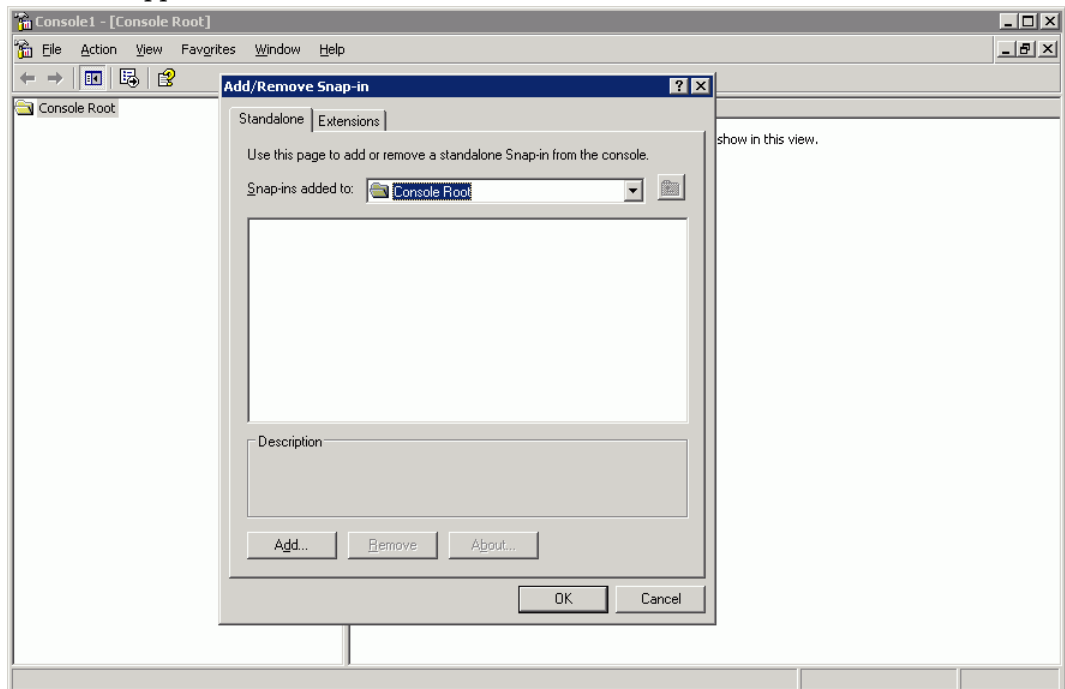 Console1 - [Console Root]
File Action View Favorites Window Help
Add/Remove Snap-in
Console Root
Standalone Extensions
show in this view.
Use this page to add or remove a standalone Snap-in from the console.
Snap-ins added to: Console Root
Description
Add... Remove About...
OK Cancel